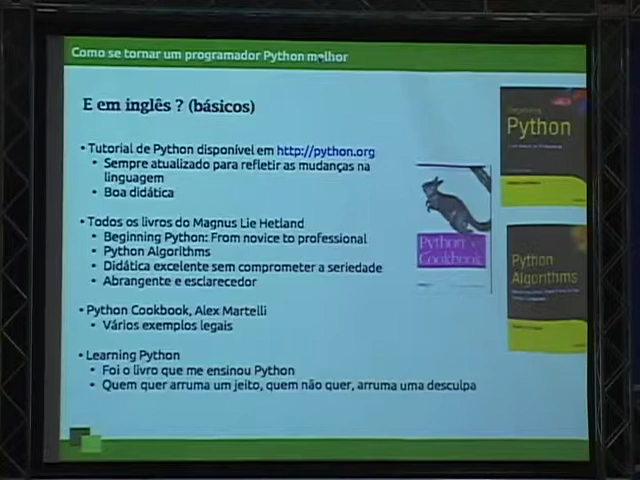 Como se tornar um programador Python melhor
E em inglês ? (básicos)
• Tutorial de Python disponível em http://python.org
• Sempre atualizado para refletir as mudanças na
linguagem
• Boa didática
• Todos os livros do Magnus Lie Hetland
• Beginning Python: From novice to professional
• Python Algorithms
• Didática excelente sem comprometer a seriedade
• Abrangente e esclarecedor
• Python Cookbook, Alex Martelli
• Vários exemplos legais
• Learning Python
• Foi o livro que me ensinou Python
• Quem quer arruma um jeito, quem não quer, arruma uma desculpa
Python
Cookbook
Beginning
Python
Python
Algorithms